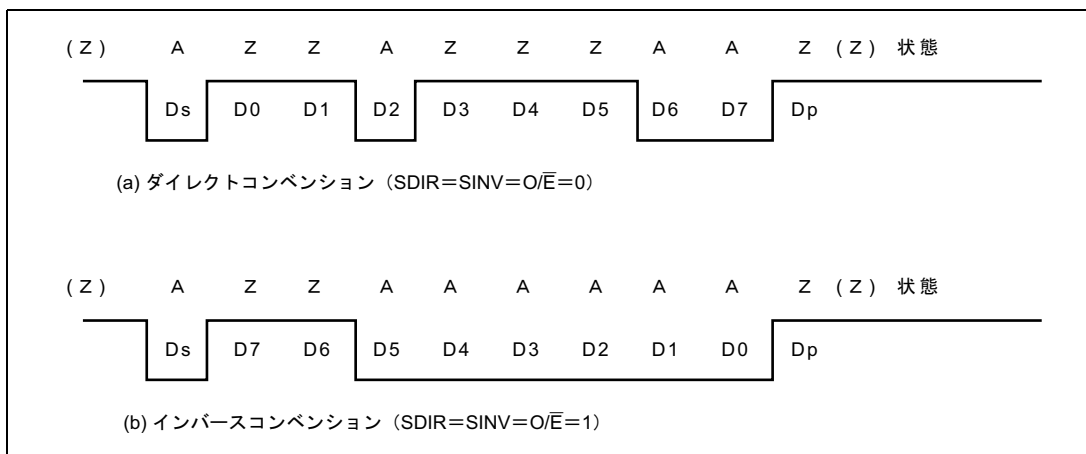 (Z) A Z Z A Z Z Z A A Z (Z) 状態
Ds D0 D1 D2 D3 D4 D5 D6 D7 Dp
(a) ダイレクトコンベンション（SDIR＝SINV＝O/E̅＝0）
(Z) A Z Z A A A A A A Z (Z) 状態
Ds D7 D6 D5 D4 D3 D2 D1 D0 Dp
(b) インバースコンベンション（SDIR＝SINV＝O/E̅＝1）